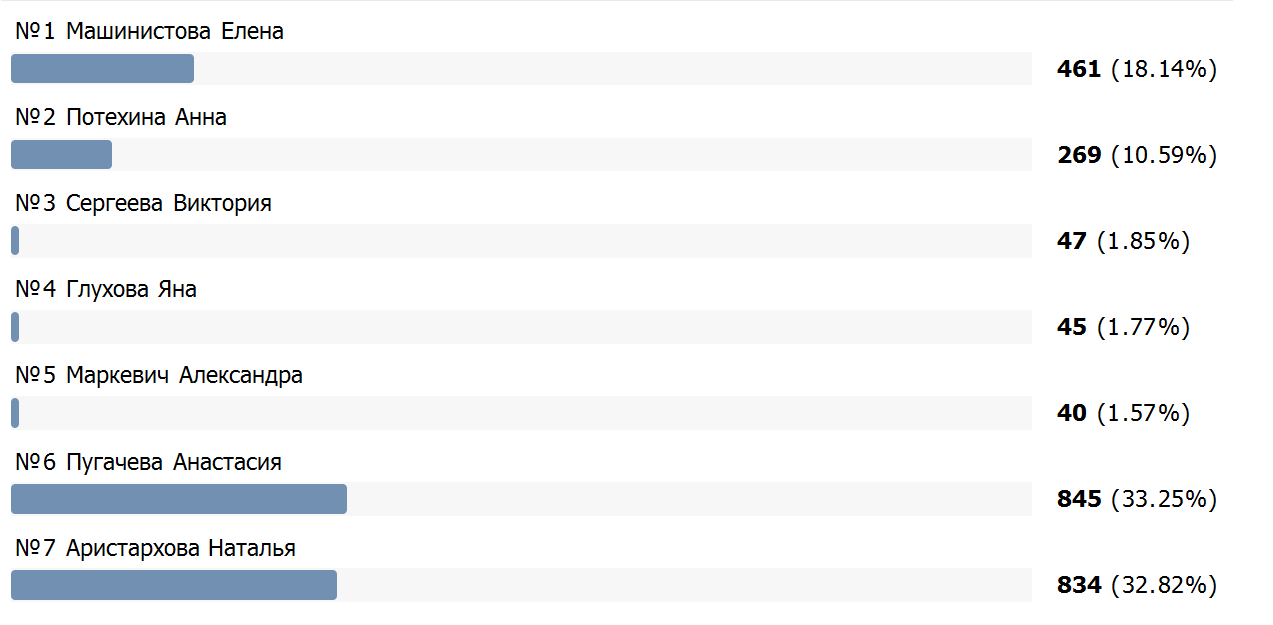 №1 Машинистова Елена
461 (18.14%)
№2 Потехина Анна
269 (10.59%)
№3 Сергеева Виктория
47 (1.85%)
№4 Глухова Яна
45 (1.77%)
№5 Маркевич Александра
40 (1.57%)
№6 Пугачева Анастасия
845 (33.25%)
№7 Аристархова Наталья
834 (32.82%)